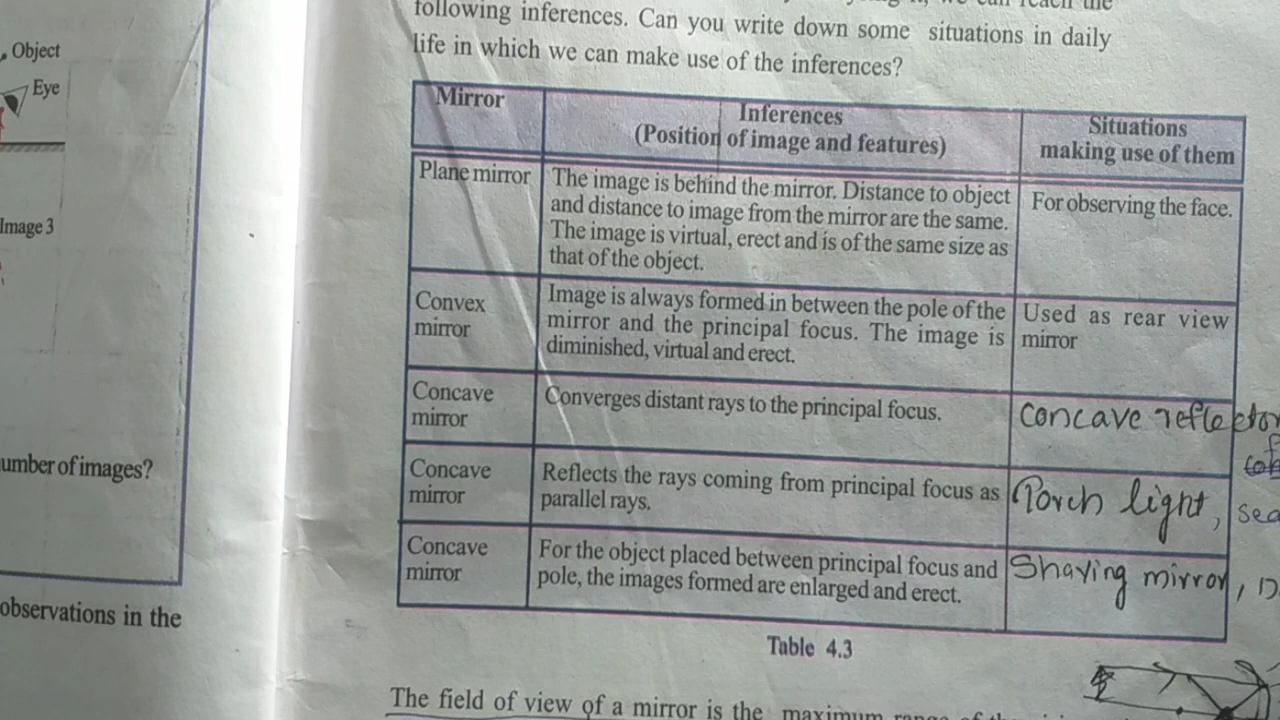 Object
Eye
Image 3
umber of images?
observations in the
following inferences. Can you write down some situations in daily
life in which we can make use of the inferences?
Mirror
Inferences
(Position of image and features)
Situations
making use of them
Plane mirror
The image is behind the mirror. Distance to object
and distance to image from the mirror are the same.
The image is virtual, erect and is of the same size as
that of the object.
For observing the face.
Convex
mirror
Image is always formed in between the pole of the
mirror and the principal focus. The image is
diminished, virtual and erect.
Used as rear view
mirror
Concave
mirror
Converges distant rays to the principal focus.
Concave reflector
Concave
mirror
Reflects the rays coming from principal focus as
parallel rays.
Torch light,
Concave
mirror
For the object placed between principal focus and
pole, the images formed are enlarged and erect.
Shaving mirror,
Table 4.3
The field of view of a mirror is the maximum range of the